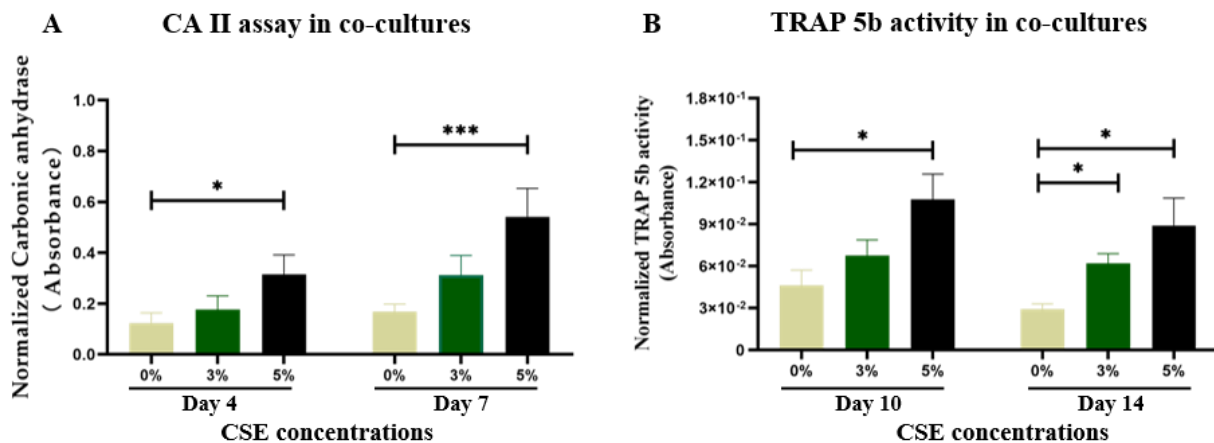 A CA II assay in co-cultures
Normalized Carbonic anhydrase
( Absorbance)
1.0
0.8
0.6
0.4
0.2
0.0
*
***
0% 3% 5% 0% 3% 5%
Day 4 Day 7
CSE concentrations
B TRAP 5b activity in co-cultures
Normalized TRAP 5b activity
(Absorbance)
1.8×10⁻¹
1.5×10⁻¹
1.2×10⁻¹
9×10⁻²
6×10⁻²
3×10⁻²
0
*
*
*
0% 3% 5% 0% 3% 5%
Day 10 Day 14
CSE concentrations